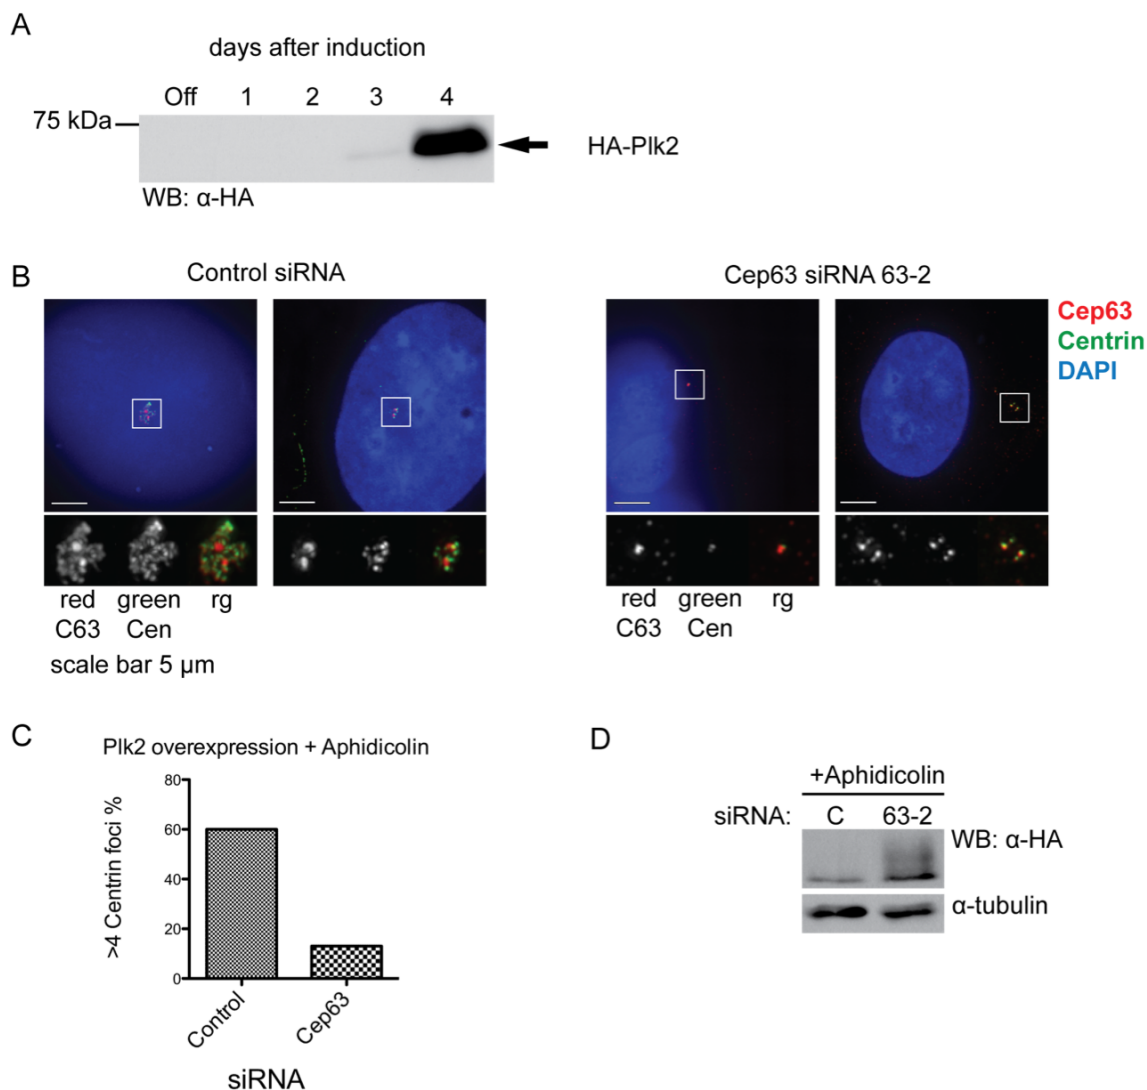 A
days after induction
Off 1 2 3 4
75 kDa
HA-Plk2
WB: α-HA
B
Control siRNA
Cep63 siRNA 63-2
Cep63
Centrin
DAPI
red green rg
C63 Cen
scale bar 5 μm
red green rg
C63 Cen
C
Plk2 overexpression + Aphidicolin
>4 Centrin foci %
80
60
40
20
0
Control
Cep63
siRNA
D
+Aphidicolin
siRNA: C 63-2
WB: α-HA
α-tubulin